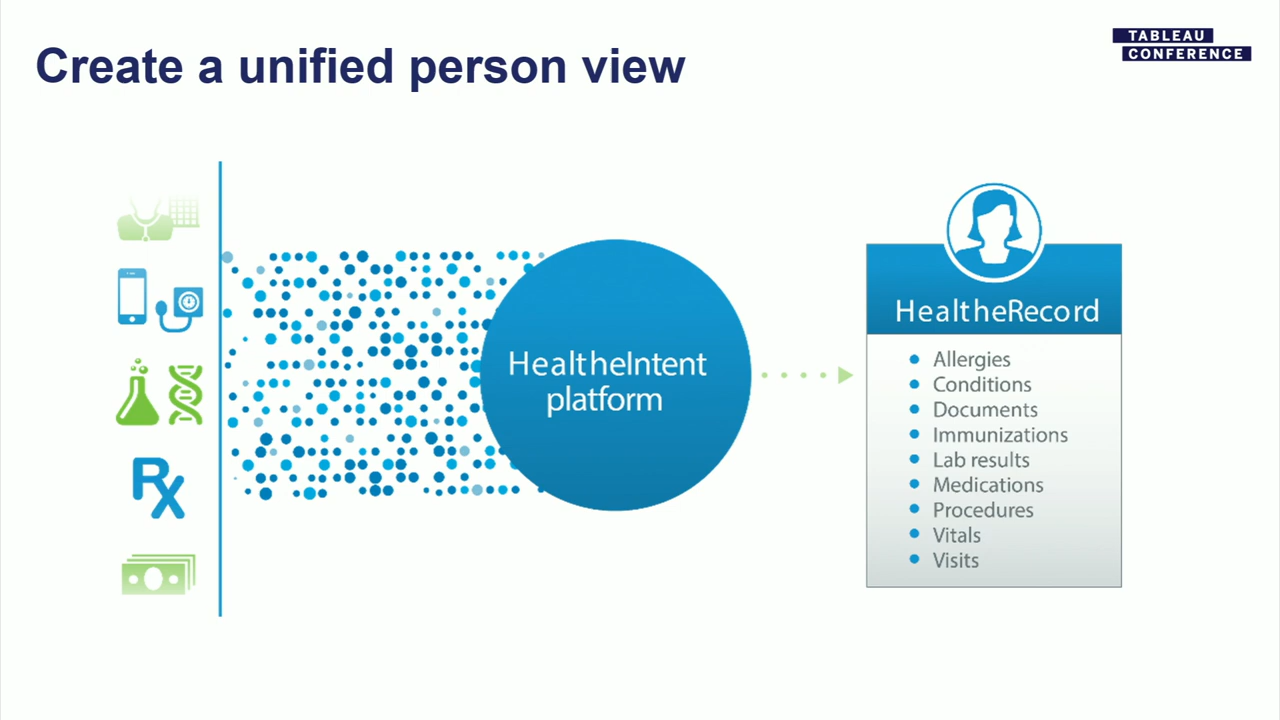 Create a unified person view
TABLEAU
CONFERENCE
Rx
HealtheIntent
platform
HealtheRecord
Allergies
Conditions
Documents
Immunizations
Lab results
Medications
Procedures
Vitals
Visits